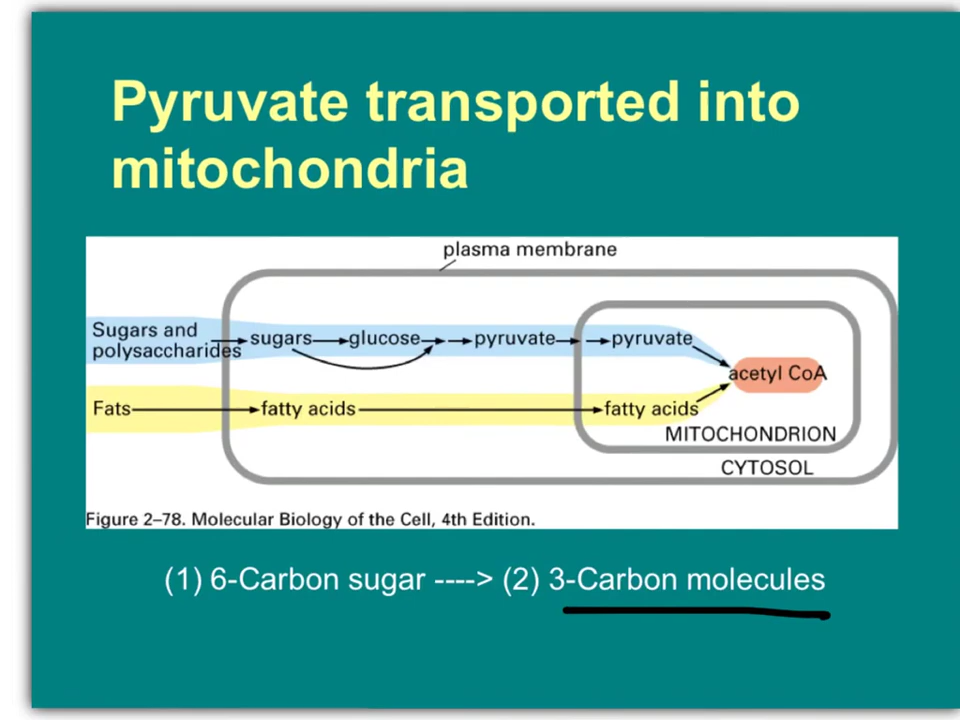 Pyruvate transported into
mitochondria
plasma membrane
Sugars and
polysaccharides
sugars
glucose
pyruvate
pyruvate
acetyl CoA
Fats
fatty acids
fatty acids
MITOCHONDRION
CYTOSOL
Figure 2–78. Molecular Biology of the Cell, 4th Edition.
(1) 6-Carbon sugar ----> (2) 3-Carbon molecules